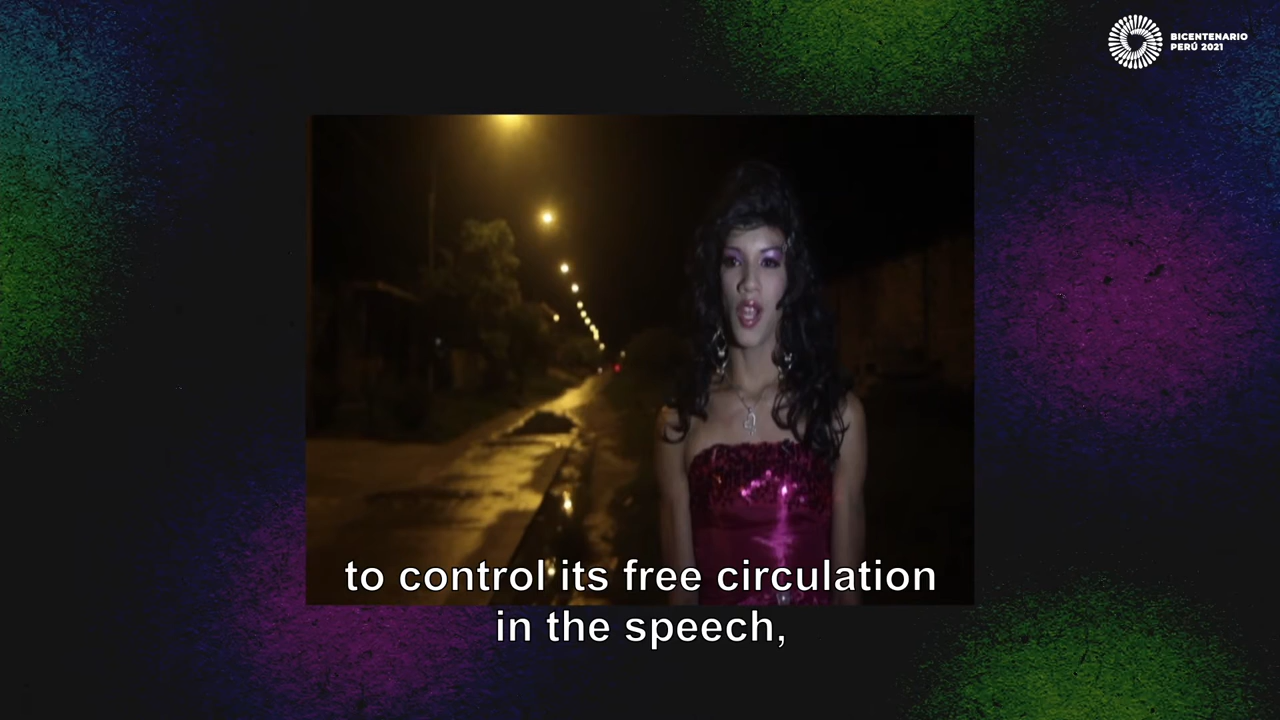 BICENTENARIO
PERÚ 2021
to control its free circulation
in the speech,